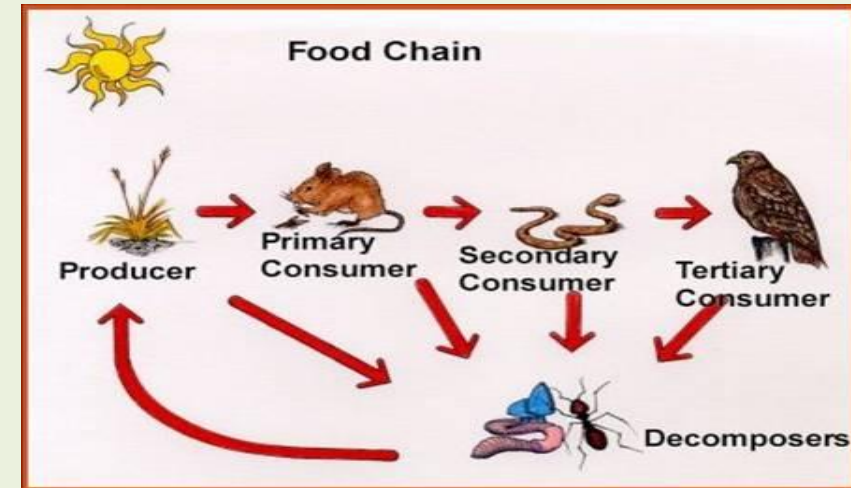 Food Chain
Producer
Primary
Consumer
Secondary
Consumer
Tertiary
Consumer
Decomposers